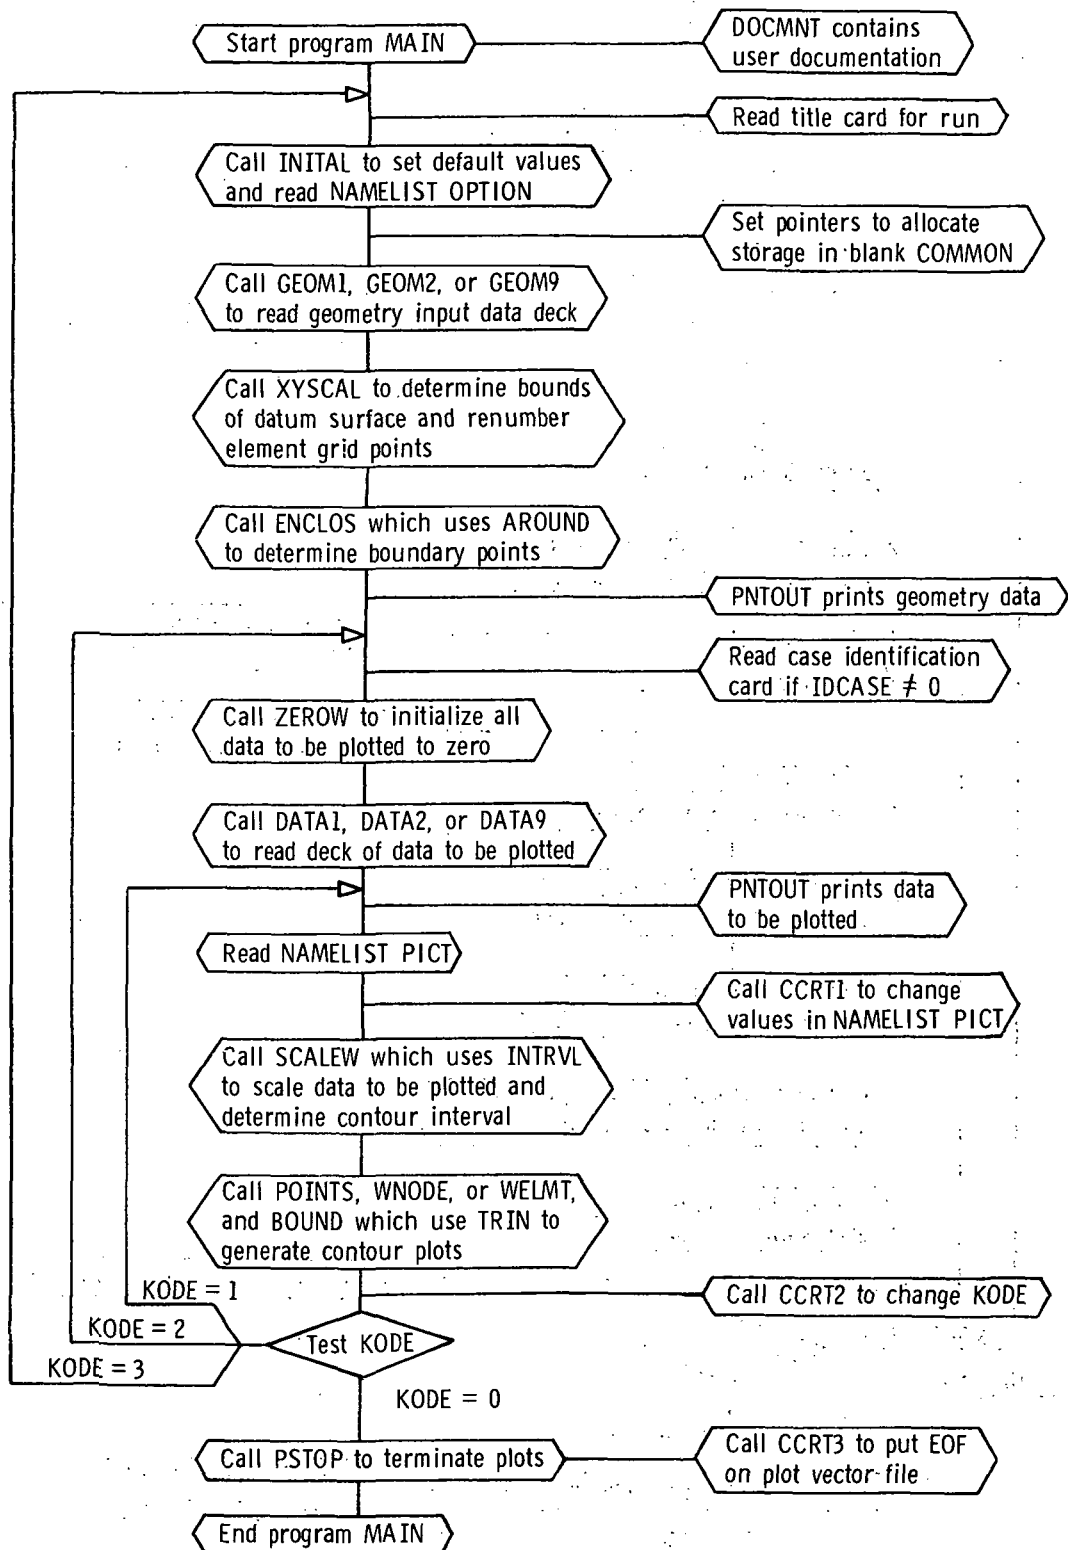 Start program MAIN
DOCMNT contains
user documentation
Read title card for run
Call INITAL to set default values
and read NAMELIST OPTION
Set pointers to allocate
storage in blank COMMON
Call GEOM1, GEOM2, or GEOM9
to read geometry input data deck
Call XYSCAL to determine bounds
of datum surface and renumber
element grid points
Call ENCLOS which uses AROUND
to determine boundary points
PNTOUT prints geometry data
Read case identification
card if IDCASE ≠ 0
Call ZEROW to initialize all
data to be plotted to zero
Call DATA1, DATA2, or DATA9
to read deck of data to be plotted
PNTOUT prints data
to be plotted
Read NAMELIST PICT
Call CCRT1 to change
values in NAMELIST PICT
Call SCALEW which uses INTRVL
to scale data to be plotted and
determine contour interval
Call POINTS, WNODE, or WELMT,
and BOUND which use TRIN to
generate contour plots
KODE = 1
Call CCRT2 to change KODE
KODE = 2
Test KODE
KODE = 3
KODE = 0
Call PSTOP to terminate plots
Call CCRT3 to put EOF
on plot vector file
End program MAIN